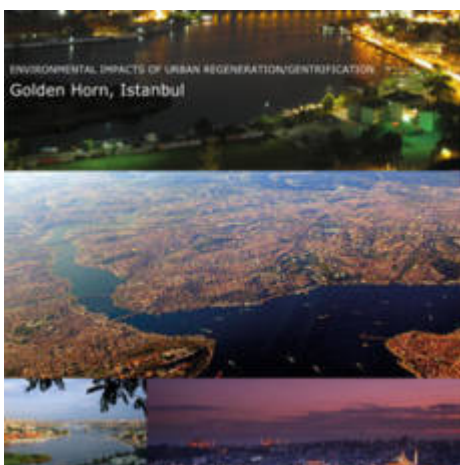 ENVIRONMENTAL IMPACTS OF URBAN REGENERATION/GENTRIFICATION
Golden Horn, Istanbul